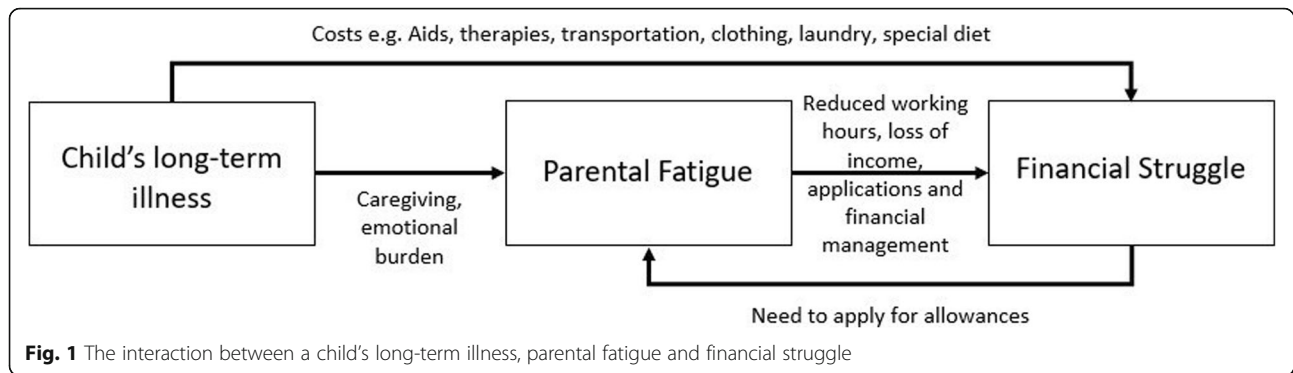 Costs e.g. Aids, therapies, transportation, clothing, laundry, special diet
Child's long-term
illness
Caregiving,
emotional
burden
Parental Fatigue
Reduced working
hours, loss of
income,
applications and
financial
management
Financial Struggle
Need to apply for allowances
Fig. 1 The interaction between a child's long-term illness, parental fatigue and financial struggle